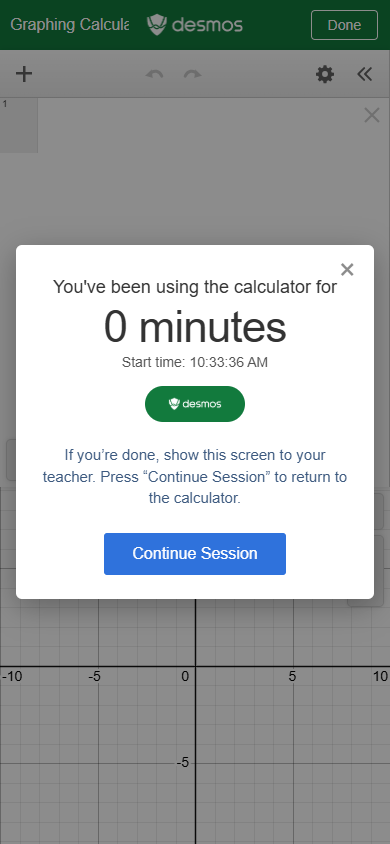 Graphing Calcula
desmos
Done
1
You've been using the calculator for
0 minutes
Start time: 10:33:36 AM
desmos
If you’re done, show this screen to your
teacher. Press “Continue Session” to return to
the calculator.
Continue Session
-10 -5 0 5 10
-5